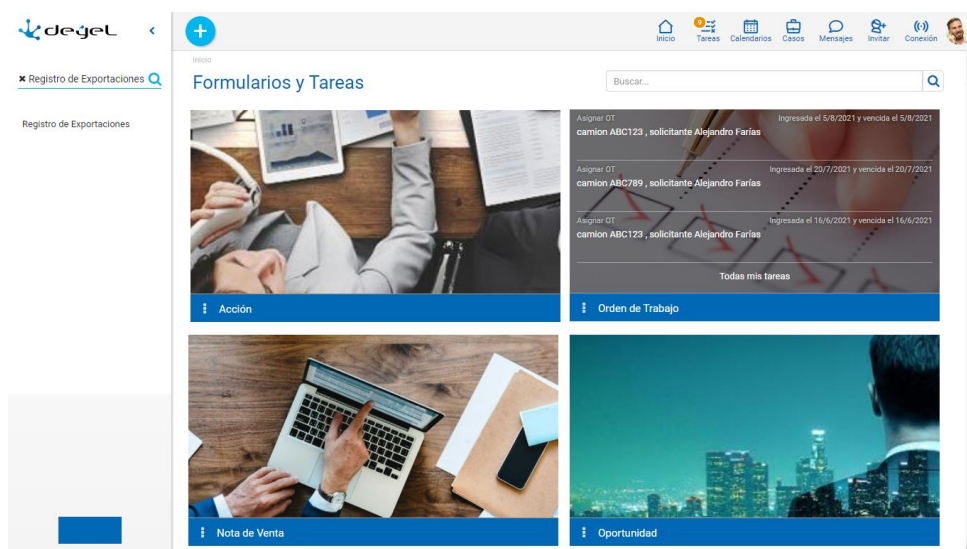 deyel
Inicio
9
Tareas
Calendarios
Casos
Mensajes
Invitar
Conexión
Registro de Exportaciones
Registro de Exportaciones
Inicio
Formularios y Tareas
Buscar...
Asignar OT Ingresada el 5/8/2021 y vencida el 5/8/2021
camion ABC123 , solicitante Alejandro Farías
Asignar OT Ingresada el 20/7/2021 y vencida el 20/7/2021
camion ABC789 , solicitante Alejandro Farías
Asignar OT Ingresada el 16/6/2021 y vencida el 16/6/2021
camion ABC123 , solicitante Alejandro Farías
Todas mis tareas
Acción
Orden de Trabajo
Nota de Venta
Oportunidad